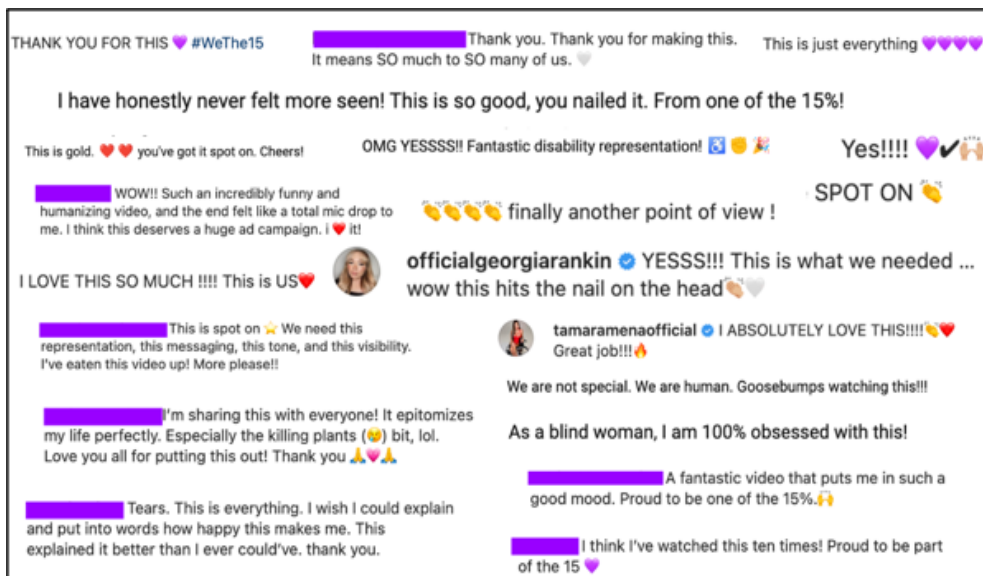 THANK YOU FOR THIS 💜 #WeThe15
Thank you. Thank you for making this.
It means SO much to SO many of us. 🤍
This is just everything 💜💜💜💜
I have honestly never felt more seen! This is so good, you nailed it. From one of the 15%!
This is gold. ❤️ ❤️ you've got it spot on. Cheers!
OMG YESSSS!! Fantastic disability representation! ♿ ✊ 🎉
Yes!!!! 💜✔🙌🏼
WOW!! Such an incredibly funny and
humanizing video, and the end felt like a total mic drop to
me. I think this deserves a huge ad campaign. i ❤️ it!
SPOT ON 👏
👏👏👏👏 finally another point of view !
I LOVE THIS SO MUCH !!!! This is US❤️
officialgeorgiarankin YESSS!!! This is what we needed ...
wow this hits the nail on the head👏🏼🤍
This is spot on ⭐ We need this
representation, this messaging, this tone, and this visibility.
I've eaten this video up! More please!!
tamaramenaofficial I ABSOLUTELY LOVE THIS!!!!👏❤️
Great job!!!🔥
We are not special. We are human. Goosebumps watching this!!!
I'm sharing this with everyone! It epitomizes
my life perfectly. Especially the killing plants (😢) bit, lol.
Love you all for putting this out! Thank you 🙏💗🙏
As a blind woman, I am 100% obsessed with this!
A fantastic video that puts me in such a
good mood. Proud to be one of the 15%.🙌
Tears. This is everything. I wish I could explain
and put into words how happy this makes me. This
explained it better than I ever could've. thank you.
I think I've watched this ten times! Proud to be part
of the 15 💜